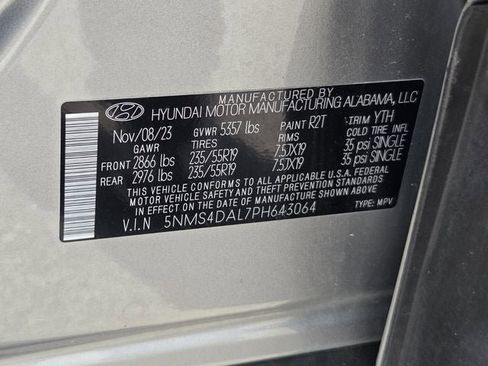 MANUFACTURED BY
HYUNDAI MOTOR MANUFACTURING ALABAMA, LLC
Nov/08/23 GVWR 5357 lbs PAINT R2T TRIM YTH
GAWR TIRES RIMS COLD TIRE INF PRES
FRONT 2866 lbs 235/55R19 7.5JX19 35 psi SINGLE
REAR 2976 lbs 235/55R19 7.5JX19 35 psi SINGLE
THIS VEHICLE CONFORMS TO ALL APPLICABLE U.S.A. FEDERAL
MOTOR VEHICLE SAFETY AND THEFT PREVENTION STANDARDS
IN EFFECT ON THE DATE OF MANUFACTURE SHOWN ABOVE.
V.I.N 5NMS4DAL7PH643064 TYPE: MPV